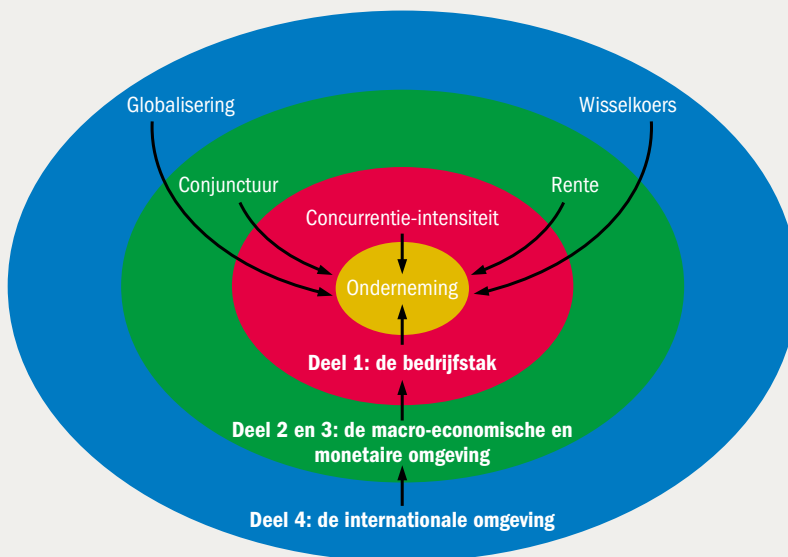 Globalisering
Wisselkoers
Conjunctuur
Rente
Concurrentie-intensiteit
Onderneming
Deel 1: de bedrijfstak
Deel 2 en 3: de macro-economische en
monetaire omgeving
Deel 4: de internationale omgeving